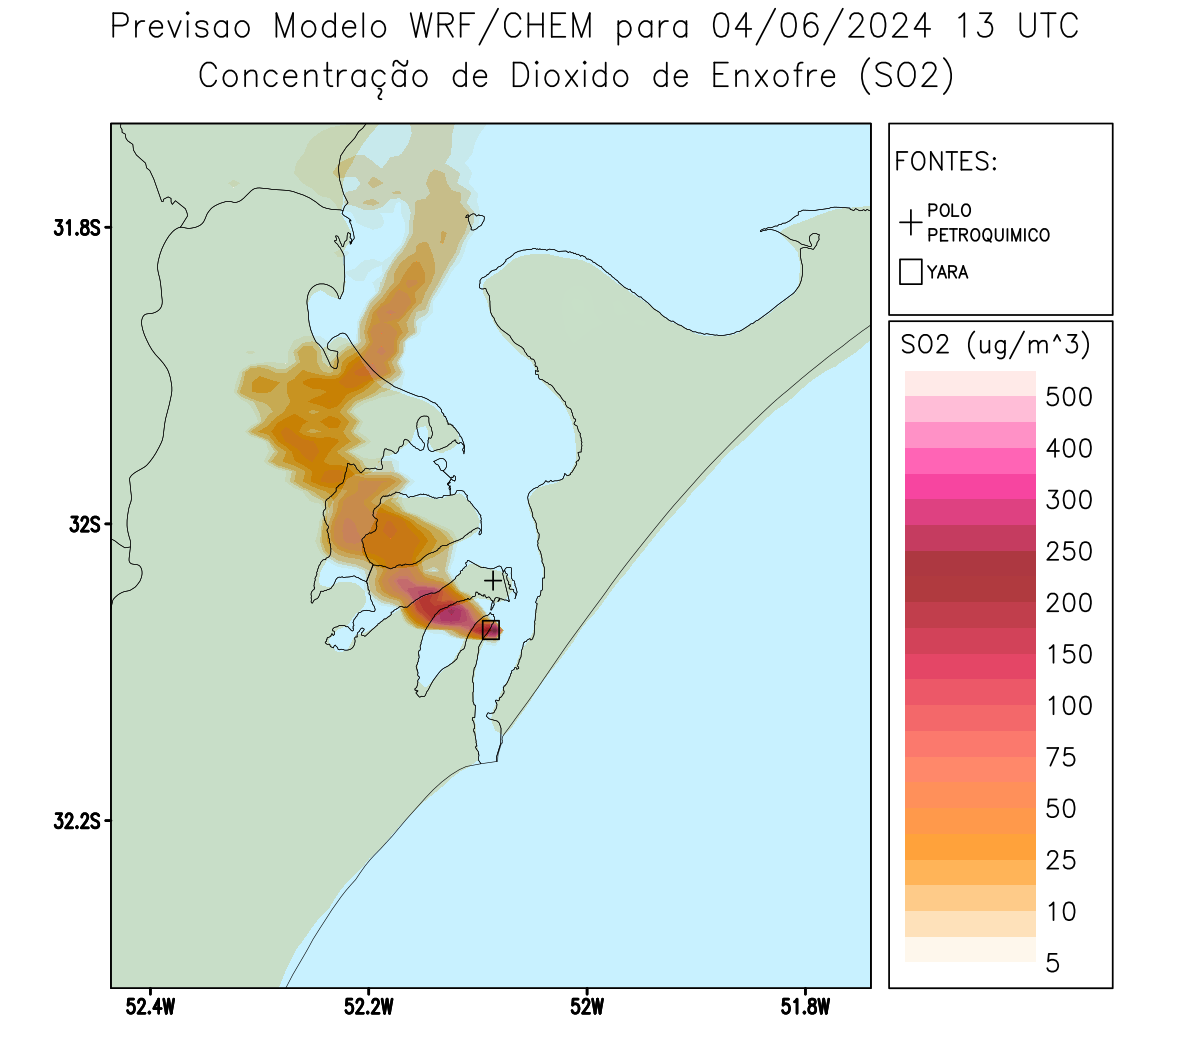 Previsao Modelo WRF/CHEM para 04/06/2024 13 UTC
Concentração de Dioxido de Enxofre (SO2)
FONTES:
POLO
PETROQUIMICO
YARA
SO2 (ug/m^3)
500
400
300
250
200
150
100
75
50
25
10
5
31.8S
32S
32.2S
52.4W
52.2W
52W
51.8W